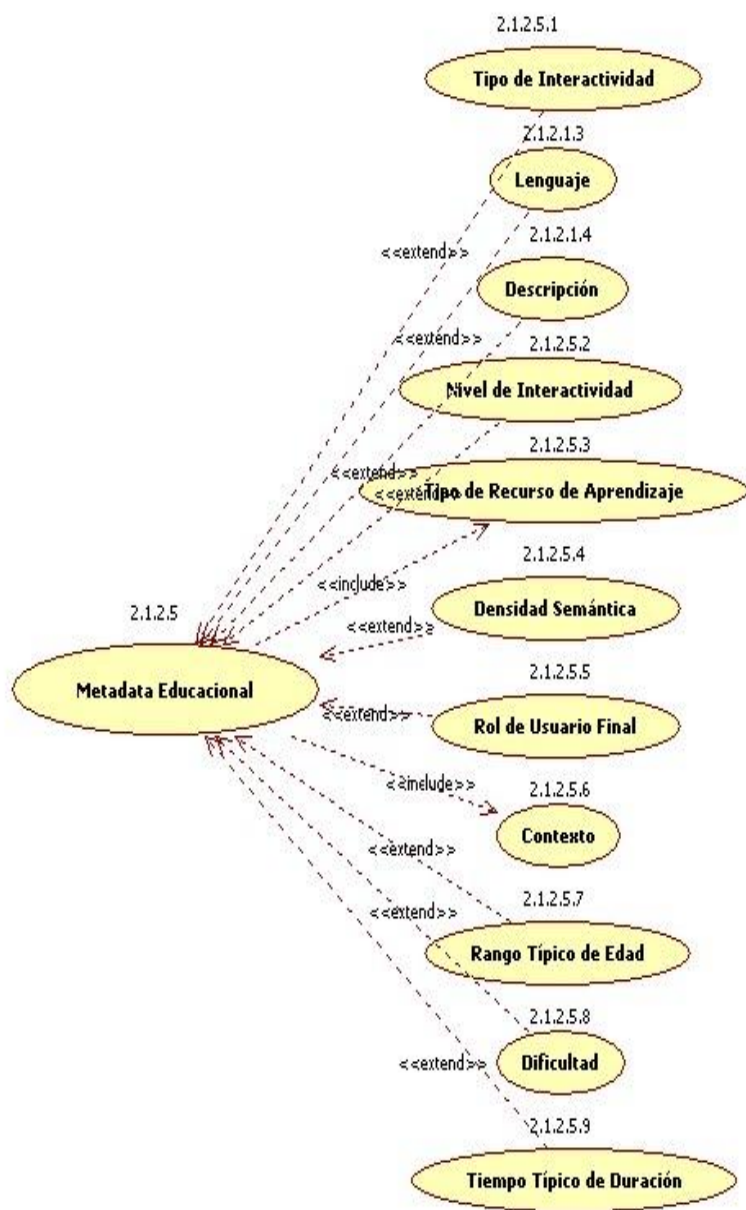 2.1.2.5.1
Tipo de Interactividad
2.1.2.1.3
Lenguaje
<<extend>>
2.1.2.1.4
Descripción
<<extend>>
2.1.2.5.2
Nivel de Interactividad
2.1.2.5.3
<<extend>>
<<extend>>
Tipo de Recurso de Aprendizaje
2.1.2.5.4
<<include>>
Densidad Semántica
2.1.2.5
<<extend>>
2.1.2.5.5
Metadata Educacional
<<extend>>
Rol de Usuario Final
<<include>>
2.1.2.5.6
Contexto
<<extend>>
2.1.2.5.7
<<extend>>
Rango Típico de Edad
2.1.2.5.8
<<extend>>
Dificultad
2.1.2.5.9
Tiempo Típico de Duración